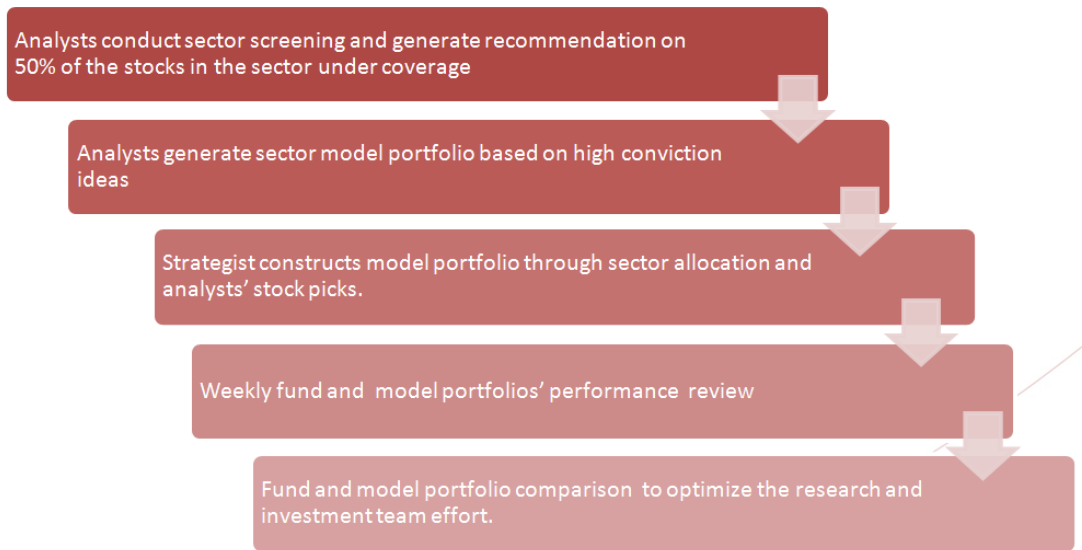 Analysts conduct sector screening and generate recommendation on
50% of the stocks in the sector under coverage
Analysts generate sector model portfolio based on high conviction
ideas
Strategist constructs model portfolio through sector allocation and
analysts’ stock picks.
Weekly fund and  model portfolios’ performance  review
Fund and model portfolio comparison  to optimize the research and
investment team effort.